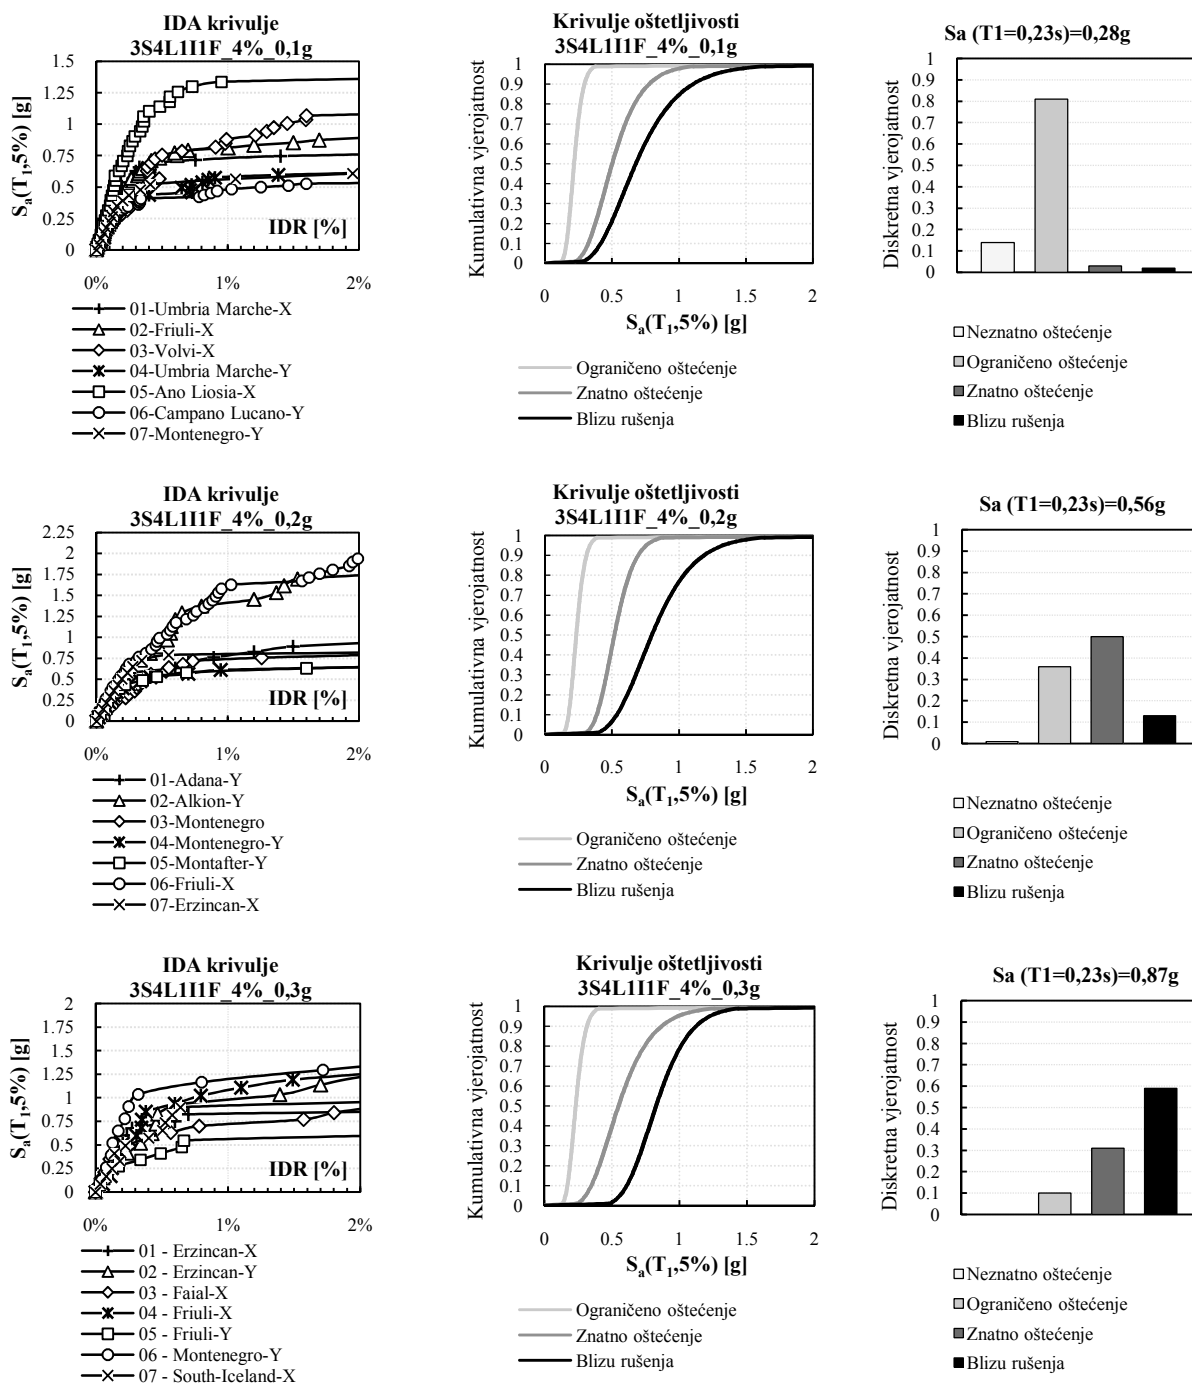 IDA krivulje
3S4L1I1F_4%_0,1g
Sa(T1,5%) [g]
1.5
1.25
1
0.75
0.5
0.25
0
IDR [%]
0% 1% 2%
01-Umbria Marche-X
02-Friuli-X
03-Volvi-X
04-Umbria Marche-Y
05-Ano Liosia-X
06-Campano Lucano-Y
07-Montenegro-Y
Krivulje oštetljivosti
3S4L1I1F_4%_0,1g
Kumulativna vjerojatnost
1
0.9
0.8
0.7
0.6
0.5
0.4
0.3
0.2
0.1
0
0 0.5 1 1.5 2
Sa(T1,5%) [g]
Ograničeno oštećenje
Znatno oštećenje
Blizu rušenja
Sa (T1=0,23s)=0,28g
Diskretna vjerojatnost
1
0.9
0.8
0.7
0.6
0.5
0.4
0.3
0.2
0.1
0
Neznatno oštećenje
Ograničeno oštećenje
Znatno oštećenje
Blizu rušenja
IDA krivulje
3S4L1I1F_4%_0,2g
Sa(T1,5%) [g]
2.25
2
1.75
1.5
1.25
1
0.75
0.5
0.25
0
IDR [%]
0% 1% 2%
01-Adana-Y
02-Alkion-Y
03-Montenegro
04-Montenegro-Y
05-Montafter-Y
06-Friuli-X
07-Erzincan-X
Krivulje oštetljivosti
3S4L1I1F_4%_0,2g
Kumulativna vjerojatnost
1
0.9
0.8
0.7
0.6
0.5
0.4
0.3
0.2
0.1
0
0 0.5 1 1.5 2
Sa(T1,5%) [g]
Ograničeno oštećenje
Znatno oštećenje
Blizu rušenja
Sa (T1=0,23s)=0,56g
Diskretna vjerojatnost
1
0.9
0.8
0.7
0.6
0.5
0.4
0.3
0.2
0.1
0
Neznatno oštećenje
Ograničeno oštećenje
Znatno oštećenje
Blizu rušenja
IDA krivulje
3S4L1I1F_4%_0,3g
Sa(T1,5%) [g]
2
1.75
1.5
1.25
1
0.75
0.5
0.25
0
IDR [%]
0% 1% 2%
01 - Erzincan-X
02 - Erzincan-Y
03 - Faial-X
04 - Friuli-X
05 - Friuli-Y
06 - Montenegro-Y
07 - South-Iceland-X
Krivulje oštetljivosti
3S4L1I1F_4%_0,3g
Kumulativna vjerojatnost
1
0.9
0.8
0.7
0.6
0.5
0.4
0.3
0.2
0.1
0
0 0.5 1 1.5 2
Sa(T1,5%) [g]
Ograničeno oštećenje
Znatno oštećenje
Blizu rušenja
Sa (T1=0,23s)=0,87g
Diskretna vjerojatnost
1
0.9
0.8
0.7
0.6
0.5
0.4
0.3
0.2
0.1
0
Neznatno oštećenje
Ograničeno oštećenje
Znatno oštećenje
Blizu rušenja